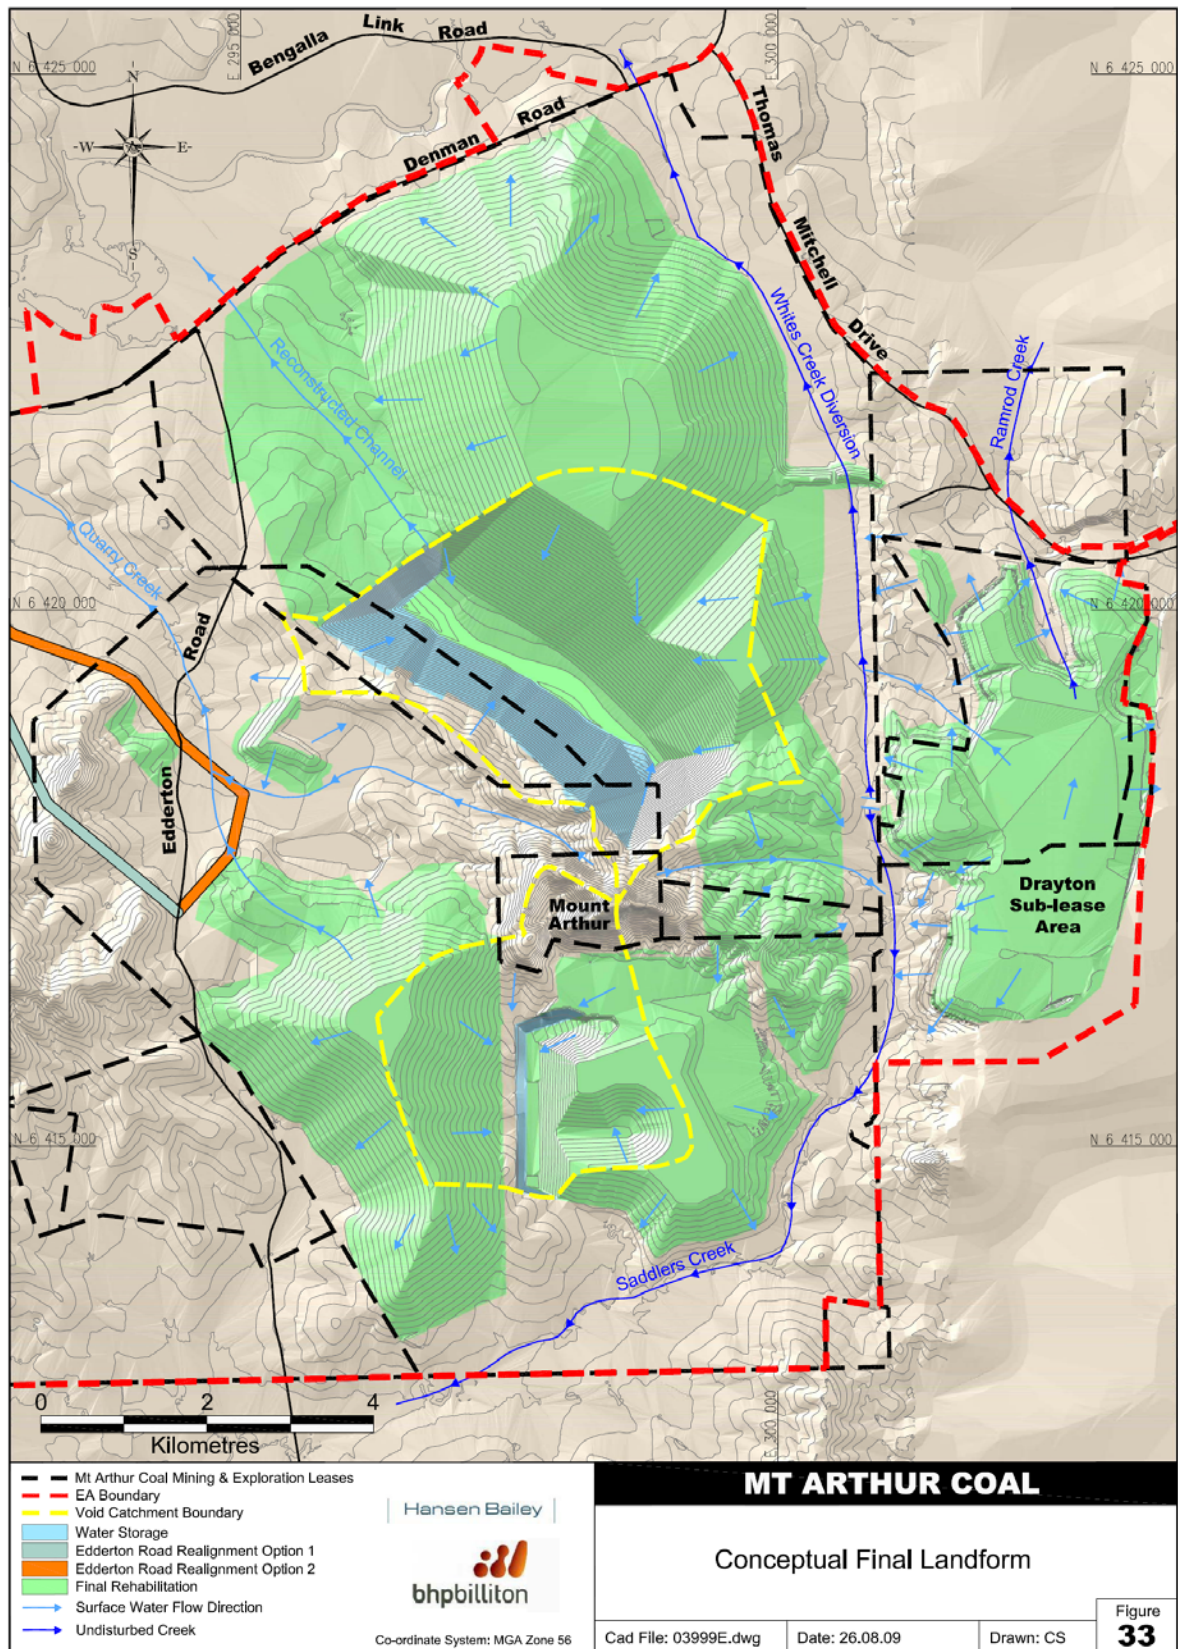 N 6 425 000
E 295 000
Bengalla Link Road
E 300 000
N 6 425 000
N
W A E
S
Denman Road
Thomas Mitchell Drive
Reconstructed Channel
Whites Creek Diversion
Ramrod Creek
Quarry Creek
N 6 420 000
N 6 420 000
Edderton Road
Mount
Arthur
Drayton
Sub-lease
Area
N 6 415 000
N 6 415 000
Saddlers Creek
E 300 000
0 2 4
Kilometres
Mt Arthur Coal Mining & Exploration Leases
EA Boundary
Void Catchment Boundary
Water Storage
Edderton Road Realignment Option 1
Edderton Road Realignment Option 2
Final Rehabilitation
Surface Water Flow Direction
Undisturbed Creek
Hansen Bailey
bhpbilliton
Co-ordinate System: MGA Zone 56
MT ARTHUR COAL
Conceptual Final Landform
Cad File: 03999E.dwg
Date: 26.08.09
Drawn: CS
Figure
33